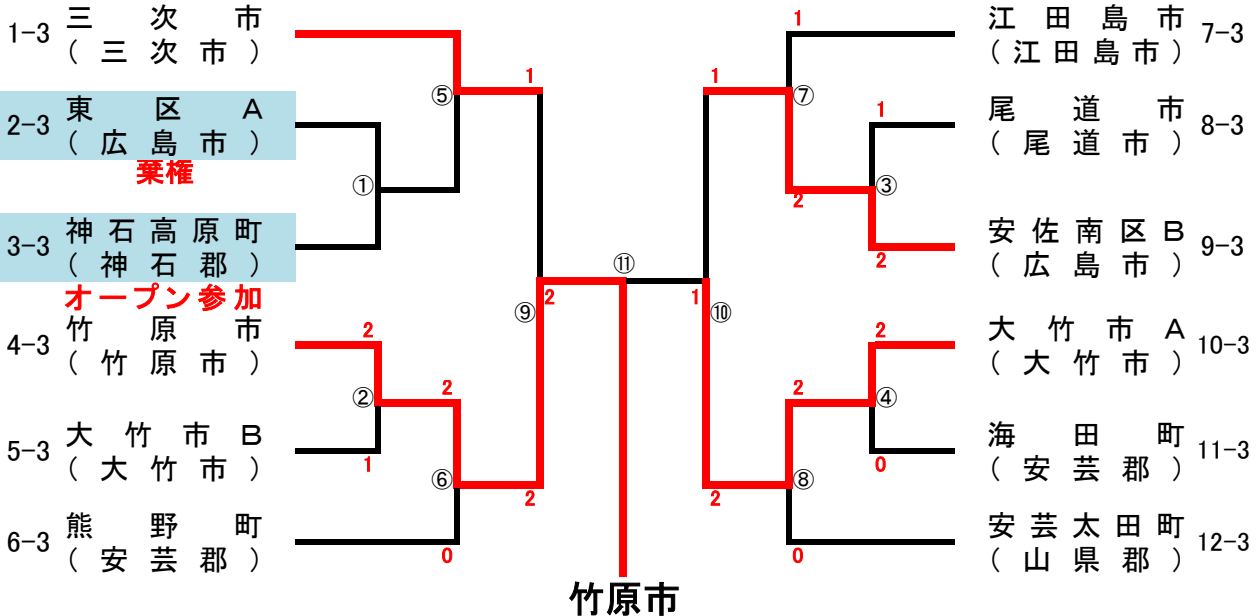 1-3 三次市
(三次市)
2-3 東区A
(広島市)
棄権
3-3 神石高原町
(神石郡)
オープン参加
4-3 竹原市
(竹原市)
5-3 大竹市B
(大竹市)
6-3 熊野町
(安芸郡)
①
②
2
1
⑤
⑥
2
0
⑨
1
2
⑪
2
1
竹原市
⑩
1
2
⑦
1
2
⑧
2
0
③
1
2
④
2
0
江田島市 7-3
(江田島市)
尾道市 8-3
(尾道市)
安佐南区B 9-3
(広島市)
大竹市A 10-3
(大竹市)
海田町 11-3
(安芸郡)
安芸太田町 12-3
(山県郡)